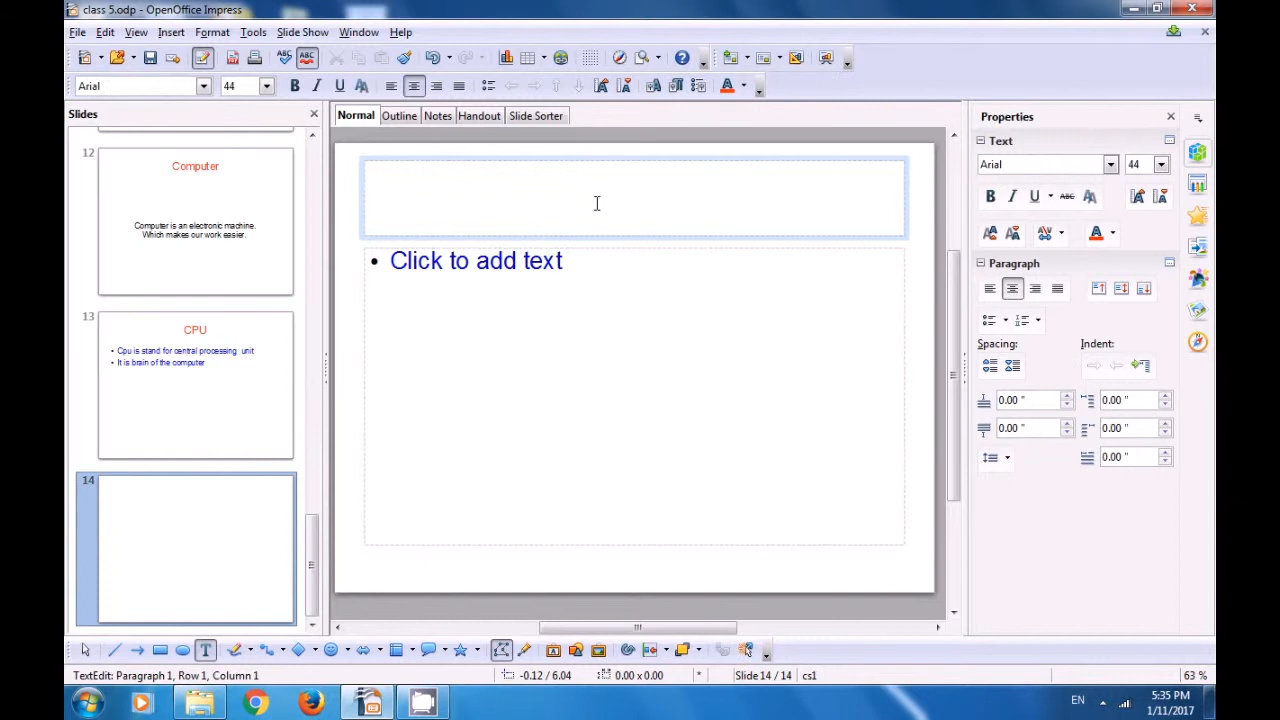 class 5.odp - OpenOffice Impress
File Edit View Insert Format Tools Slide Show Window Help
Arial 44
Slides
Normal Outline Notes Handout Slide Sorter
12
Computer
Computer is an electronic machine.
Which makes our work easier.
13
CPU
• Cpu is stand for central processing unit
• It is brain of the computer
14
• Click to add text
Properties
Text
Arial 44
Paragraph
Spacing: Indent:
0.00 " 0.00 "
0.00 " 0.00 "
0.00 "
TextEdit: Paragraph 1, Row 1, Column 1 -0.12 / 6.04 0.00 x 0.00 * Slide 14 / 14 cs1 63 %
EN 5:35 PM
1/11/2017